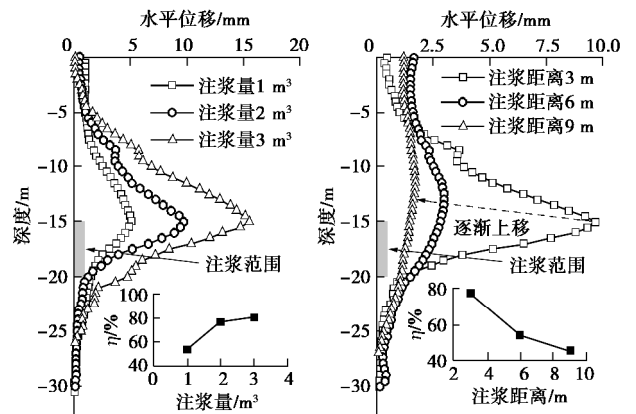 水平位移/mm
0 5 10 15 20
0
-5
-10
-15
-20
-25
-30
深度/m
注浆量1 m³
注浆量2 m³
注浆量3 m³
注浆范围
100
80
60
40
η/%
0 1 2 3 4
注浆量/m³
水平位移/mm
0 2.5 5.0 7.5 10.0
0
-5
-10
-15
-20
-25
-30
深度/m
注浆距离3 m
注浆距离6 m
注浆距离9 m
逐渐上移
注浆范围
80
60
40
η/%
2 4 6 8 10
注浆距离/m